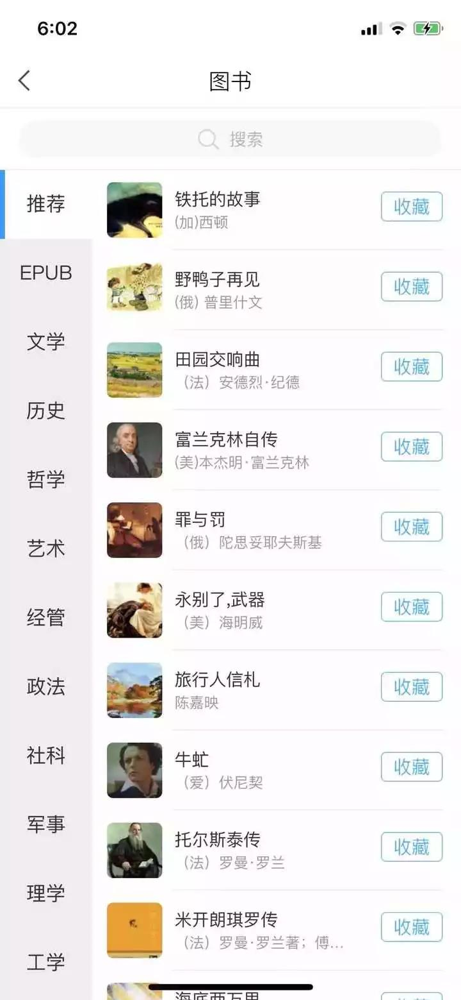 6:02
图书
搜索
推荐
EPUB
文学
历史
哲学
艺术
经管
政法
社科
军事
理学
工学
铁托的故事
(加)西顿
收藏
野鸭子再见
(俄) 普里什文
收藏
田园交响曲
（法）安德烈·纪德
收藏
富兰克林自传
(美)本杰明·富兰克林
收藏
罪与罚
（俄）陀思妥耶夫斯基
收藏
永别了,武器
（美）海明威
收藏
旅行人信札
陈嘉映
收藏
牛虻
（爱）伏尼契
收藏
托尔斯泰传
（法）罗曼·罗兰
收藏
米开朗琪罗传
（法）罗曼·罗兰著；傅...
收藏
海底两万里
收藏